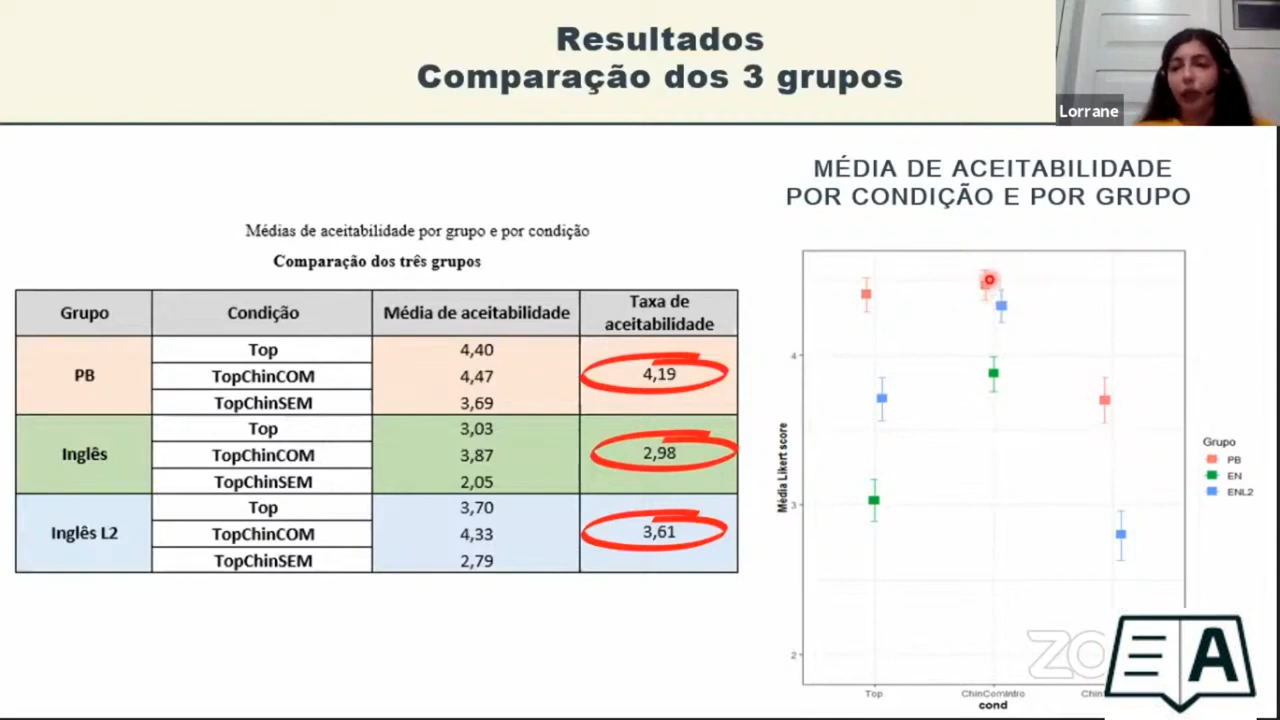 Resultados
Comparação dos 3 grupos
Lorrane
Médias de aceitabilidade por grupo e por condição
Comparação dos três grupos
Grupo Condição Média de aceitabilidade Taxa de aceitabilidade
PB Top 4,40 4,19
TopChinCOM 4,47
TopChinSEM 3,69
Inglês Top 3,03 2,98
TopChinCOM 3,87
TopChinSEM 2,05
Inglês L2 Top 3,70 3,61
TopChinCOM 4,33
TopChinSEM 2,79
MÉDIA DE ACEITABILIDADE
POR CONDIÇÃO E POR GRUPO
Média Likert score
4
3
2
Top ChinComIntro
cond
Grupo
PB
EN
ENL2
A